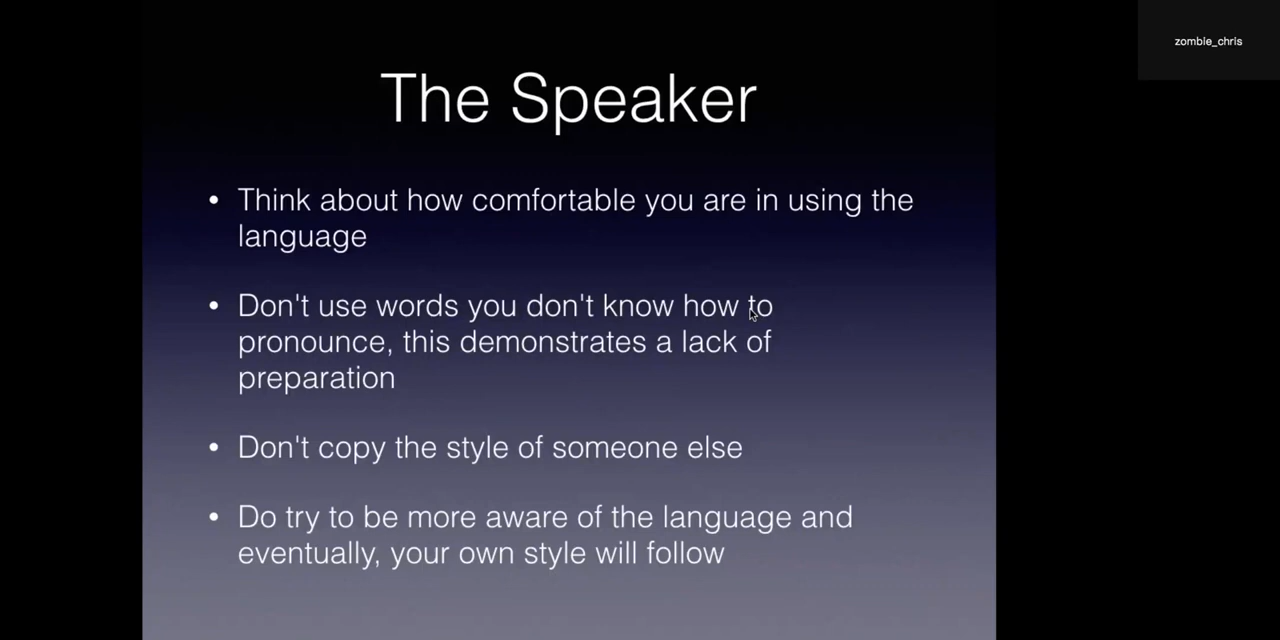 zombie_chris
The Speaker
• Think about how comfortable you are in using the
language
• Don't use words you don't know how to
pronounce, this demonstrates a lack of
preparation
• Don't copy the style of someone else
• Do try to be more aware of the language and
eventually, your own style will follow